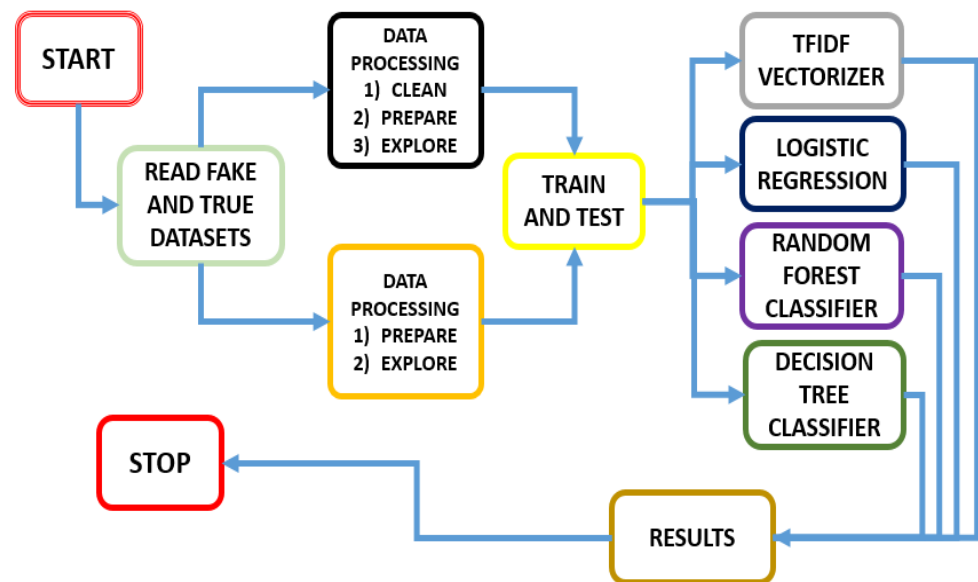 START
READ FAKE
AND TRUE
DATASETS
DATA
PROCESSING
1) CLEAN
2) PREPARE
3) EXPLORE
DATA
PROCESSING
1) PREPARE
2) EXPLORE
TRAIN
AND TEST
TFIDF
VECTORIZER
LOGISTIC
REGRESSION
RANDOM
FOREST
CLASSIFIER
DECISION
TREE
CLASSIFIER
RESULTS
STOP